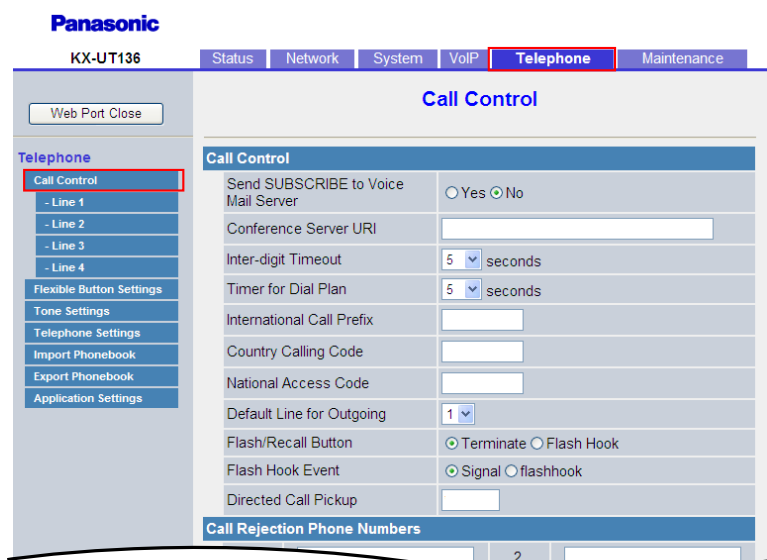 Panasonic
KX-UT136
Status Network System VoIP Telephone Maintenance
Web Port Close
Call Control
Telephone
Call Control
- Line 1
- Line 2
- Line 3
- Line 4
Flexible Button Settings
Tone Settings
Telephone Settings
Import Phonebook
Export Phonebook
Application Settings
Call Control
Send SUBSCRIBE to Voice
Mail Server
Yes No
Conference Server URI
Inter-digit Timeout 5 seconds
Timer for Dial Plan 5 seconds
International Call Prefix
Country Calling Code
National Access Code
Default Line for Outgoing 1
Flash/Recall Button Terminate Flash Hook
Flash Hook Event Signal flashhook
Directed Call Pickup
Call Rejection Phone Numbers
2